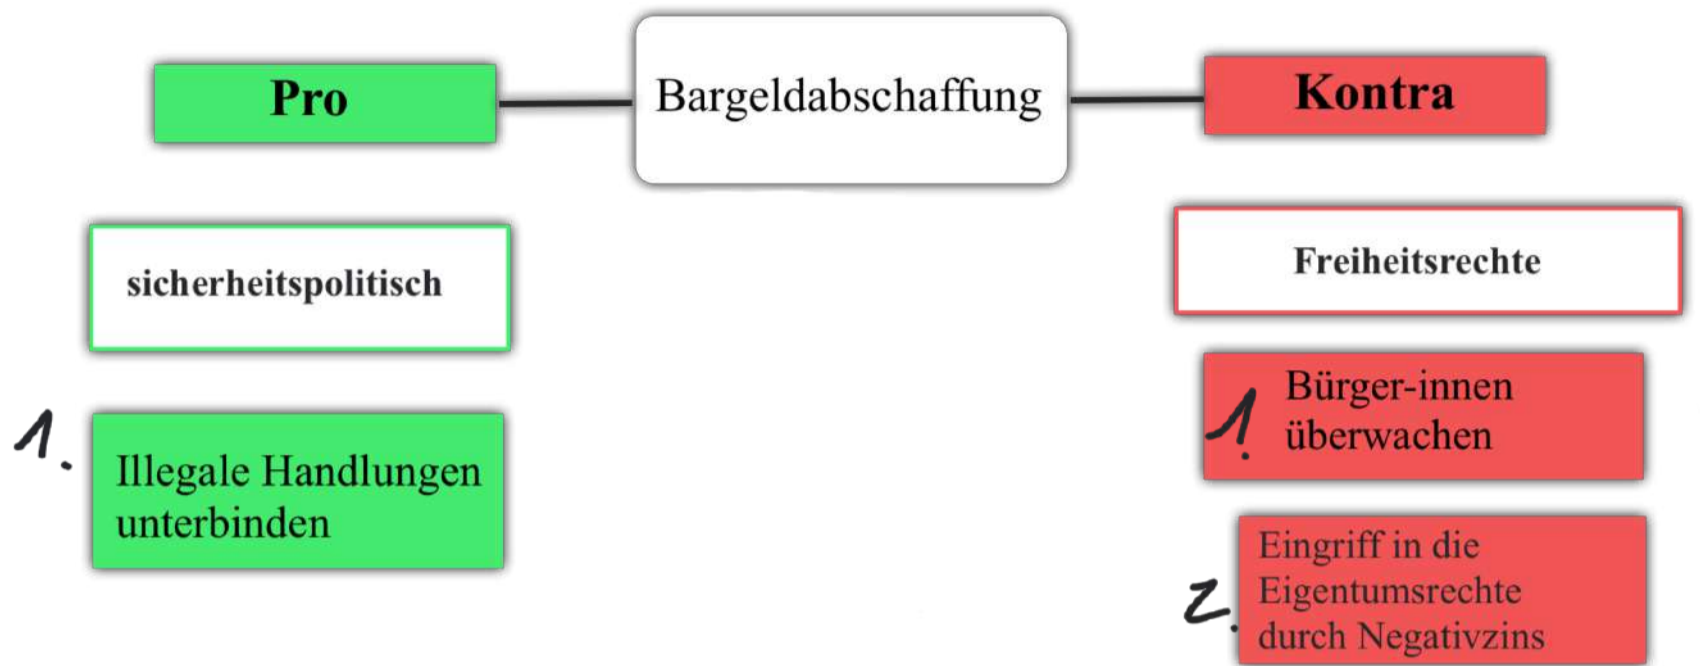 Pro
Bargeldabschaffung
Kontra
sicherheitspolitisch
1.
Illegale Handlungen
unterbinden
Freiheitsrechte
1.
Bürger-innen
überwachen
2.
Eingriff in die
Eigentumsrechte
durch Negativzins